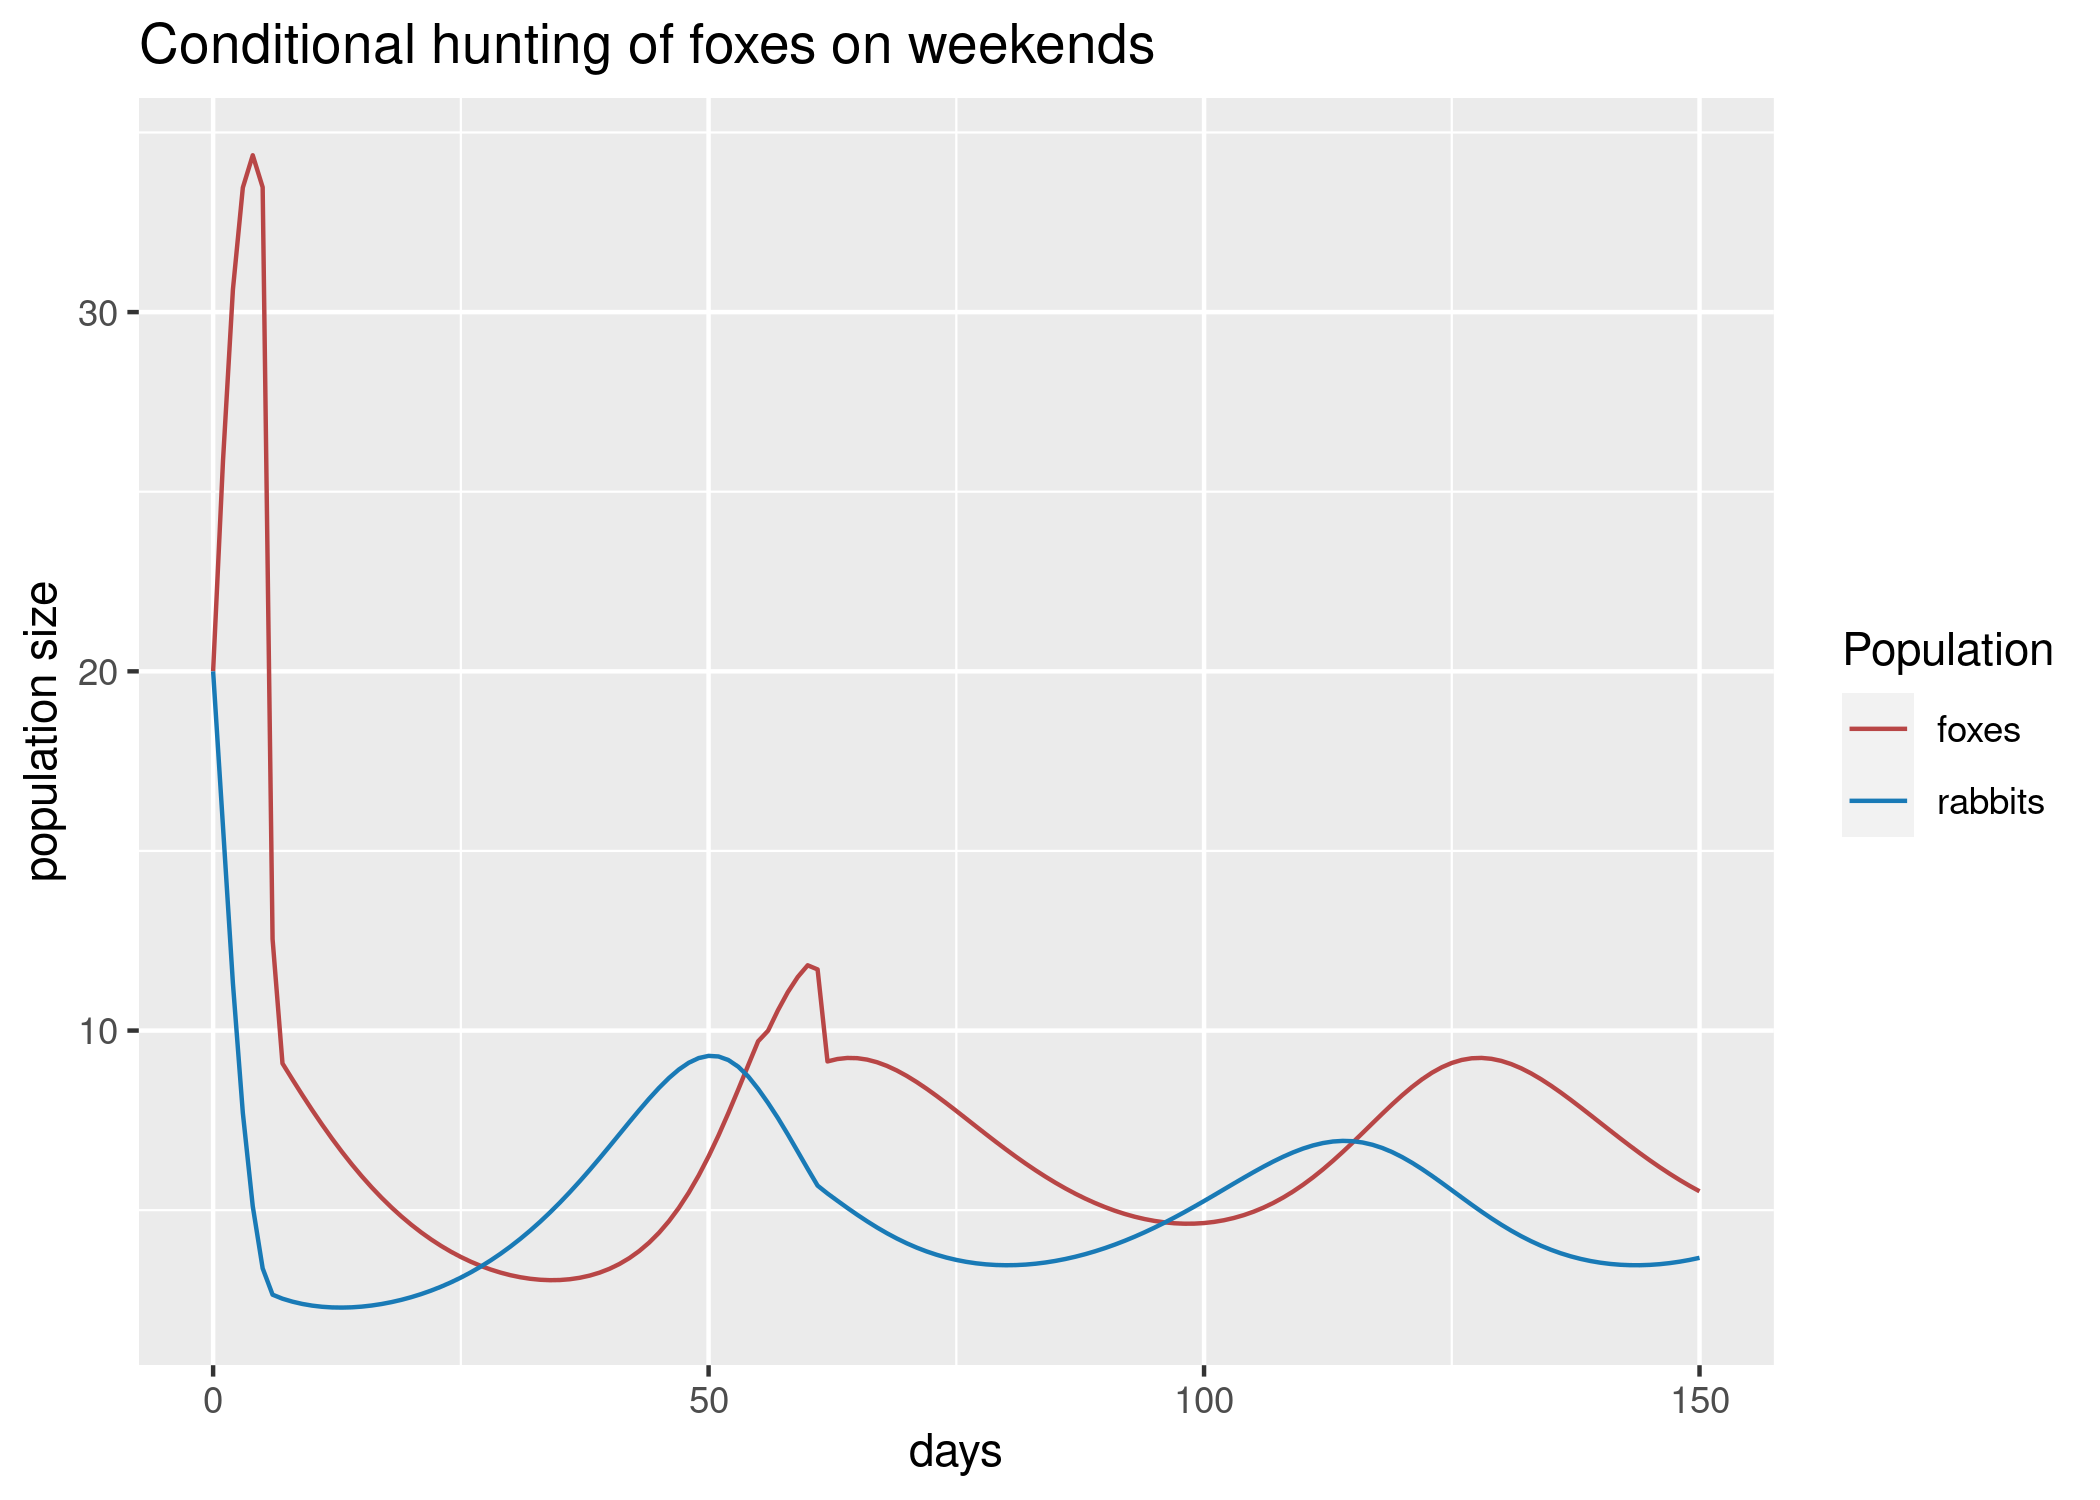 Conditional hunting of foxes on weekends
population size
30
20
10
0 50 100 150
days
Population
foxes
rabbits